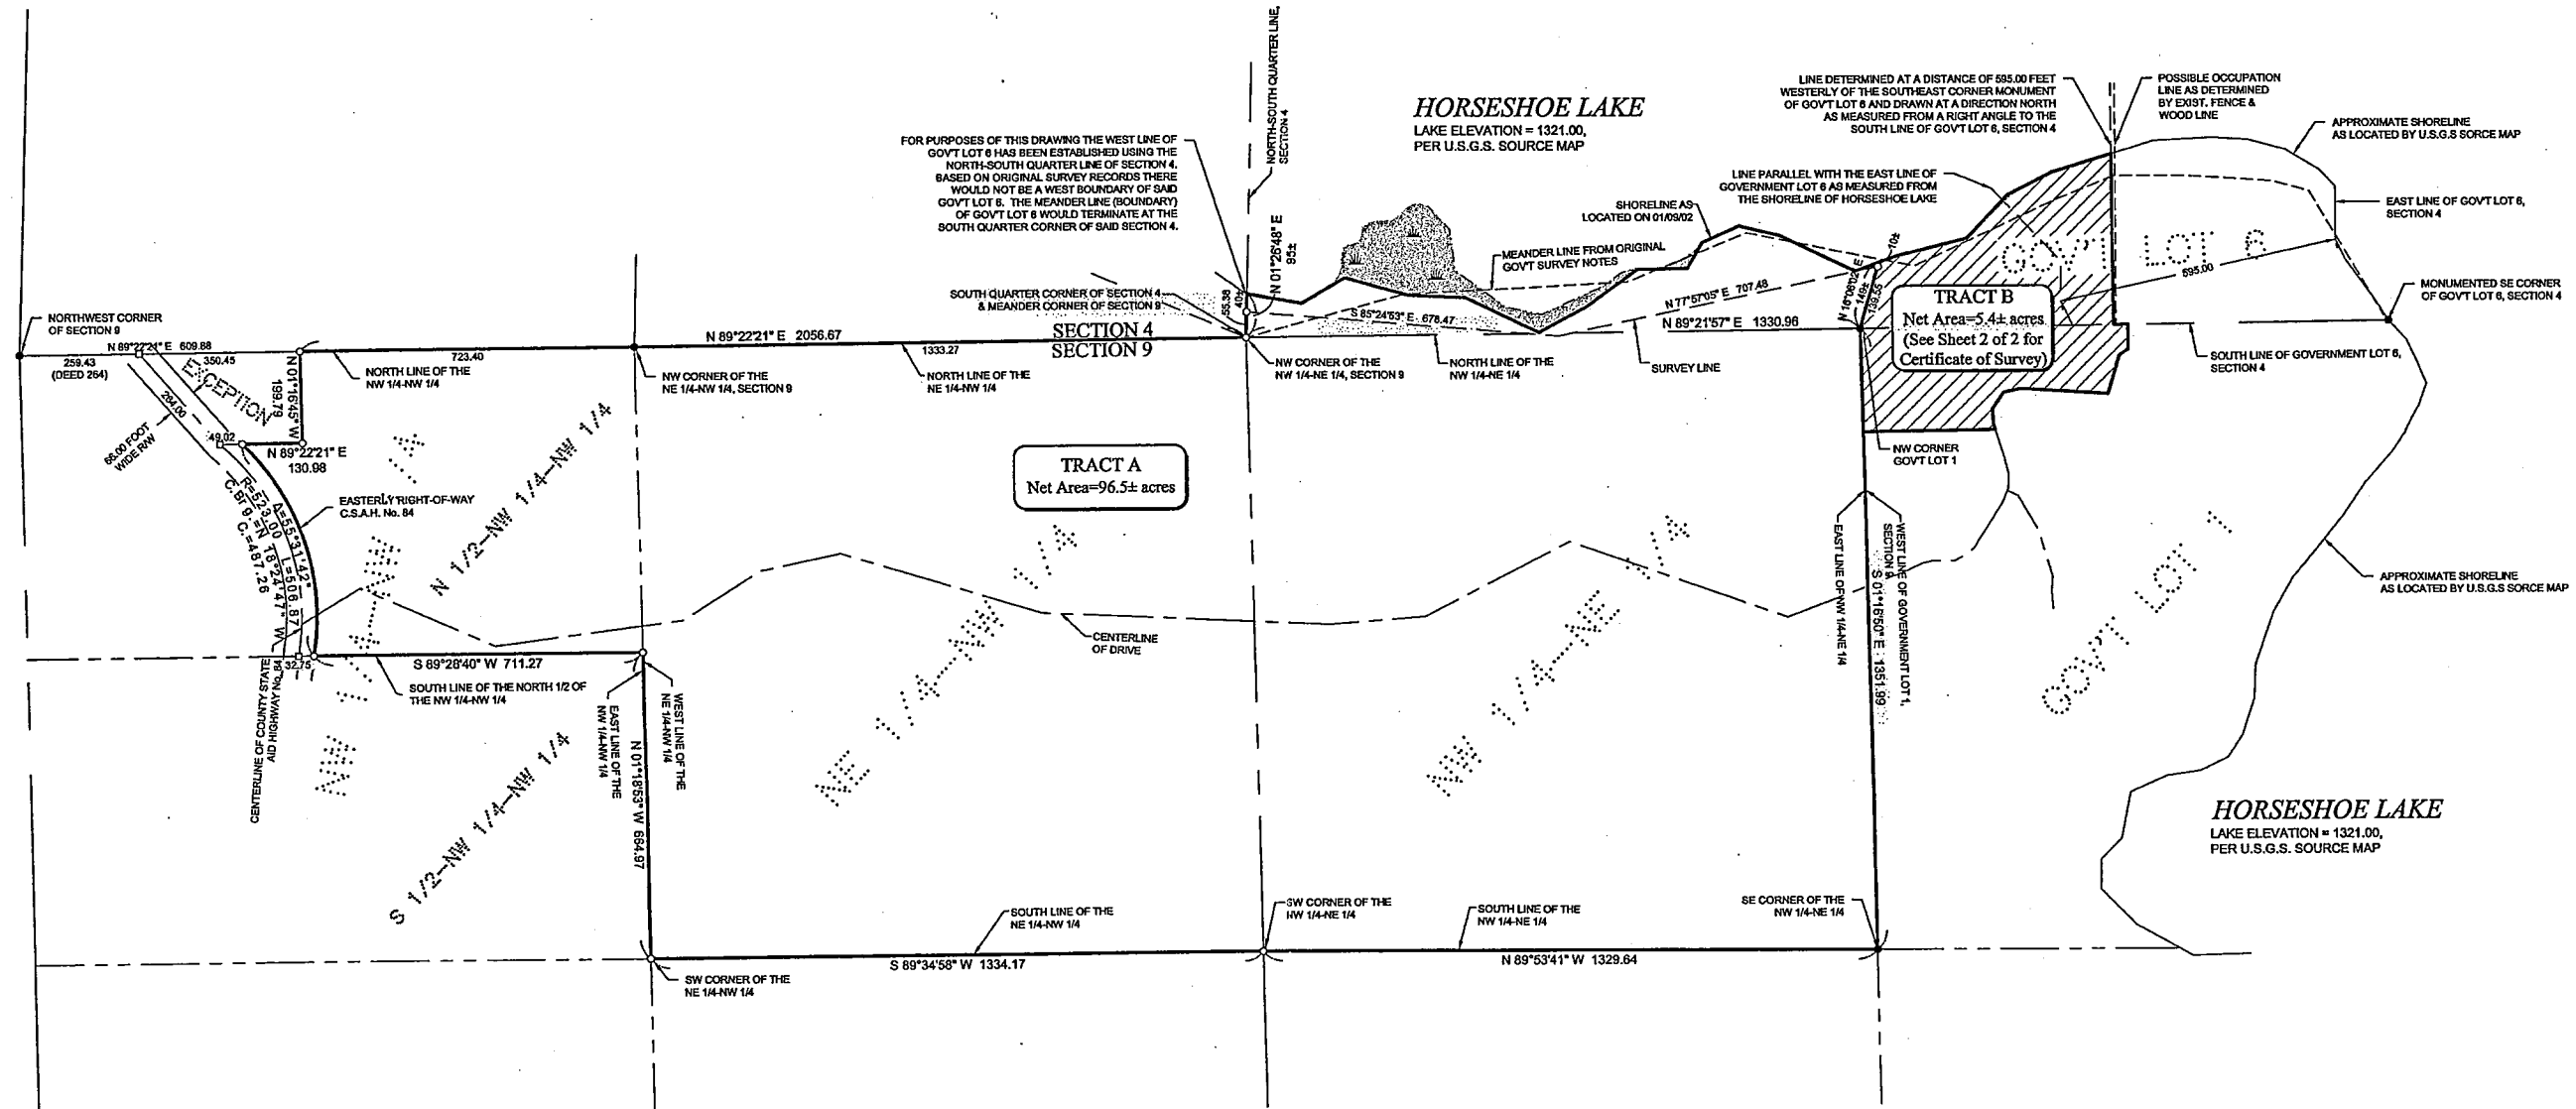 NORTH-SOUTH QUARTER LINE,
SECTION 4
HORSESHOE LAKE
LAKE ELEVATION = 1321.00,
PER U.S.G.S. SOURCE MAP
LINE DETERMINED AT A DISTANCE OF 595.00 FEET
WESTERLY OF THE SOUTHEAST CORNER MONUMENT
OF GOV'T LOT 6 AND DRAWN AT A DIRECTION NORTH
AS MEASURED FROM A RIGHT ANGLE TO THE
SOUTH LINE OF GOV'T LOT 6, SECTION 4
POSSIBLE OCCUPATION
LINE AS DETERMINED
BY EXIST. FENCE &
WOOD LINE
APPROXIMATE SHORELINE
AS LOCATED BY U.S.G.S SORCE MAP
FOR PURPOSES OF THIS DRAWING THE WEST LINE OF
GOV'T LOT 6 HAS BEEN ESTABLISHED USING THE
NORTH-SOUTH QUARTER LINE OF SECTION 4.
BASED ON ORIGINAL SURVEY RECORDS THERE
WOULD NOT BE A WEST BOUNDARY OF SAID
GOV'T LOT 6. THE MEANDER LINE (BOUNDARY)
OF GOV'T LOT 6 WOULD TERMINATE AT THE
SOUTH QUARTER CORNER OF SAID SECTION 4.
LINE PARALLEL WITH THE EAST LINE OF
GOVERNMENT LOT 6 AS MEASURED FROM
THE SHORELINE OF HORSESHOE LAKE
SHORELINE AS
LOCATED ON 01/09/02
EAST LINE OF GOV'T LOT 6,
SECTION 4
N 01°26'48" E
95±
MEANDER LINE FROM ORIGINAL
GOV'T SURVEY NOTES
GOV'T LOT 6
595.00
10±
SOUTH QUARTER CORNER OF SECTION 4
& MEANDER CORNER OF SECTION 9
55.38
40±
S 85°24'53" E 678.47
N 77°57'05" E 707.48
N 16°06'02" E
149±
139.55
TRACT B
Net Area=5.4± acres
(See Sheet 2 of 2 for
Certificate of Survey)
MONUMENTED SE CORNER
OF GOV'T LOT 6, SECTION 4
NORTHWEST CORNER
OF SECTION 9
N 89°22'21" E 609.88
259.43
(DEED 264)
350.45
723.40
N 89°22'21" E 2056.67
1333.27
SECTION 4
SECTION 9
N 89°21'57" E 1330.96
NORTH LINE OF THE
NW 1/4-NW 1/4
NW CORNER OF THE
NE 1/4-NW 1/4, SECTION 9
NORTH LINE OF THE
NE 1/4-NW 1/4
NW CORNER OF THE
NW 1/4-NE 1/4, SECTION 9
NORTH LINE OF THE
NW 1/4-NE 1/4
SURVEY LINE
SOUTH LINE OF GOVERNMENT LOT 6,
SECTION 4
EXCEPTION
N 01°16'45" W
199.79
264.00
66.00 FOOT
WIDE R/W
49.02
N 89°22'21" E
130.98
NW CORNER
GOV'T LOT 1
TRACT A
Net Area=96.5± acres
EASTERLY RIGHT-OF-WAY
C.S.A.H. No. 84
Δ=55°31'42"
L=506.87
R=523.00
C. Brg.=N 18°24'47" W
C.=487.26
NW 1/4-NW 1/4
N 1/2-NW 1/4-NW 1/4
NE 1/4-NW 1/4
NW 1/4-NE 1/4
EAST LINE OF NW 1/4-NE 1/4
WEST LINE OF GOVERNMENT LOT 1,
SECTION 9
S 01°16'50" E 1351.99
GOV'T LOT 1
APPROXIMATE SHORELINE
AS LOCATED BY U.S.G.S SORCE MAP
CENTERLINE
OF DRIVE
32.75
S 89°28'40" W 711.27
SOUTH LINE OF THE NORTH 1/2 OF
THE NW 1/4-NW 1/4
CENTERLINE OF COUNTY STATE
AID HIGHWAY No. 84
EAST LINE OF THE
NW 1/4-NW 1/4
WEST LINE OF THE
NE 1/4-NW 1/4
N 01°18'53" W 664.97
S 1/2-NW 1/4-NW 1/4
HORSESHOE LAKE
LAKE ELEVATION = 1321.00,
PER U.S.G.S. SOURCE MAP
SOUTH LINE OF THE
NE 1/4-NW 1/4
SW CORNER OF THE
NW 1/4-NE 1/4
SOUTH LINE OF THE
NW 1/4-NE 1/4
SE CORNER OF THE
NW 1/4-NE 1/4
S 89°34'58" W 1334.17
N 89°53'41" W 1329.64
SW CORNER OF THE
NE 1/4-NW 1/4